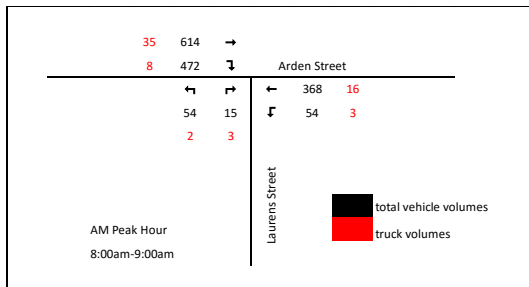 35 614 →
8 472 ↴ Arden Street
↰ ↱ ← 368 16
54 15 ↙ 54 3
2 3
Laurens Street
total vehicle volumes
AM Peak Hour truck volumes
8:00am-9:00am